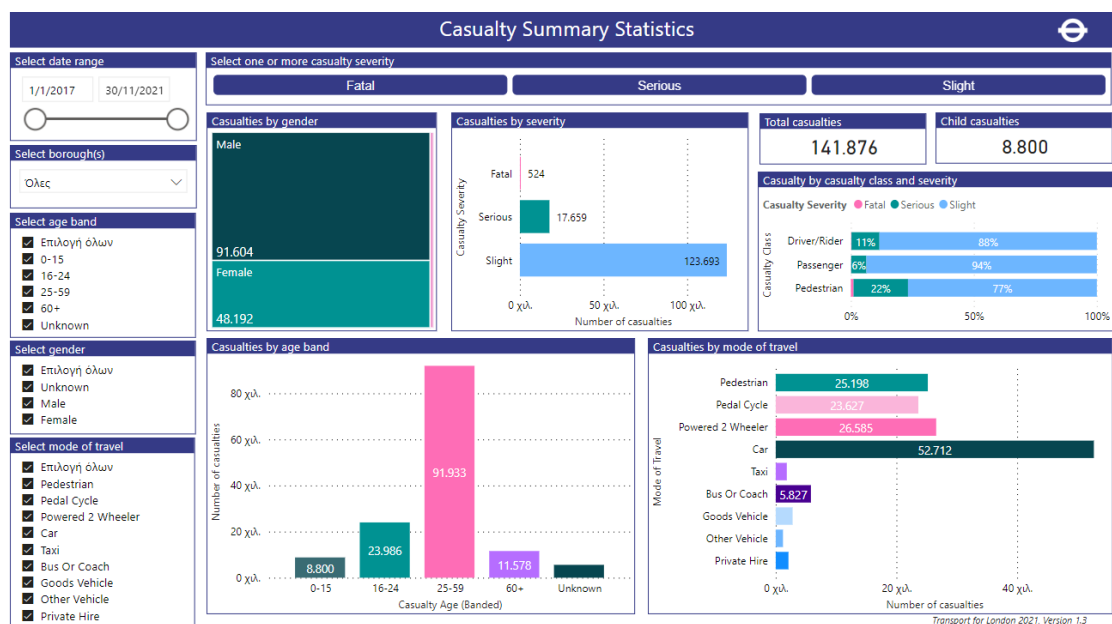 Casualty Summary Statistics
Select date range
1/1/2017
30/11/2021
Select borough(s)
Όλες
Select age band
Επιλογή όλων
0-15
16-24
25-59
60+
Unknown
Select gender
Επιλογή όλων
Unknown
Male
Female
Select mode of travel
Επιλογή όλων
Pedestrian
Pedal Cycle
Powered 2 Wheeler
Car
Taxi
Bus Or Coach
Goods Vehicle
Other Vehicle
Private Hire
Select one or more casualty severity
Fatal
Serious
Slight
Casualties by gender
Male
91.604
Female
48.192
Casualties by severity
Casualty Severity
Fatal 524
Serious 17.659
Slight 123.693
0 χιλ. 50 χιλ. 100 χιλ.
Number of casualties
Total casualties
141.876
Child casualties
8.800
Casualty by casualty class and severity
Casualty Severity Fatal Serious Slight
Casualty Class
Driver/Rider 11% 88%
Passenger 6% 94%
Pedestrian 22% 77%
0% 50% 100%
Casualties by age band
Number of casualties
80 χιλ.
60 χιλ.
40 χιλ.
20 χιλ.
0 χιλ.
8.800 23.986 91.933 11.578
0-15 16-24 25-59 60+ Unknown
Casualty Age (Banded)
Casualties by mode of travel
Mode of Travel
Pedestrian 25.198
Pedal Cycle 23.627
Powered 2 Wheeler 26.585
Car 52.712
Taxi
Bus Or Coach 5.827
Goods Vehicle
Other Vehicle
Private Hire
0 χιλ. 20 χιλ. 40 χιλ.
Number of casualties
Transport for London 2021. Version 1.3